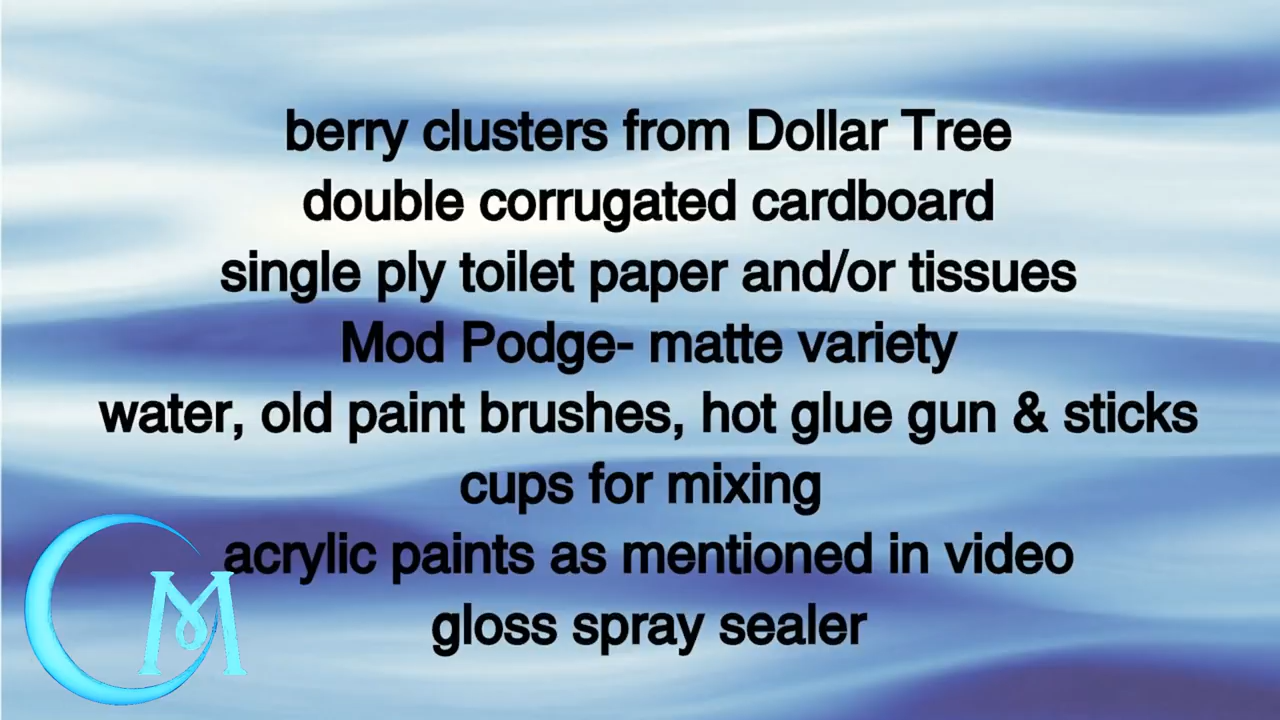 berry clusters from Dollar Tree
double corrugated cardboard
single ply toilet paper and/or tissues
Mod Podge- matte variety
water, old paint brushes, hot glue gun & sticks
cups for mixing
acrylic paints as mentioned in video
gloss spray sealer
CM